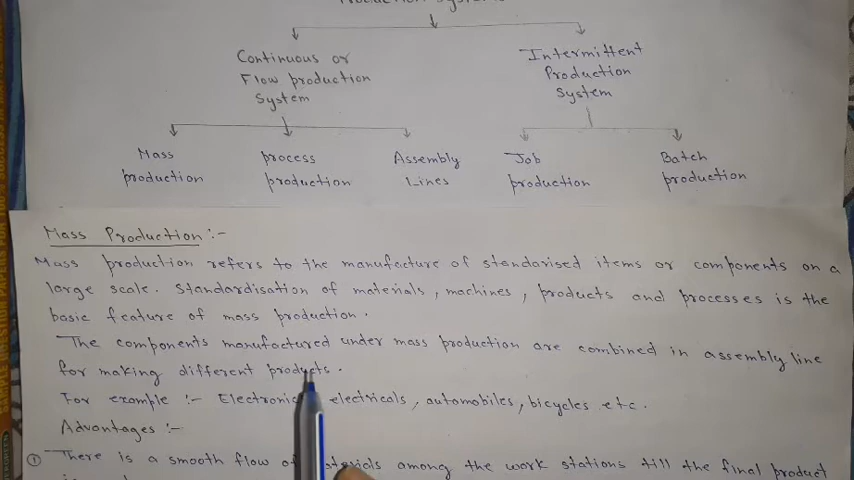 Production Systems
Continuous or
Flow production
System
Intermittent
Production
System
Mass
production
process
production
Assembly
Lines
Job
production
Batch
production
Mass Production :-
Mass production refers to the manufacture of standarised items or components on a
large scale. Standardisation of materials, machines, products and processes is the
basic feature of mass production.
The components manufactured under mass production are combined in assembly line
for making different products.
For example :- Electronic electricals, automobiles, bicycles etc.
Advantages :-
① There is a smooth flow of materials among the work stations till the final product